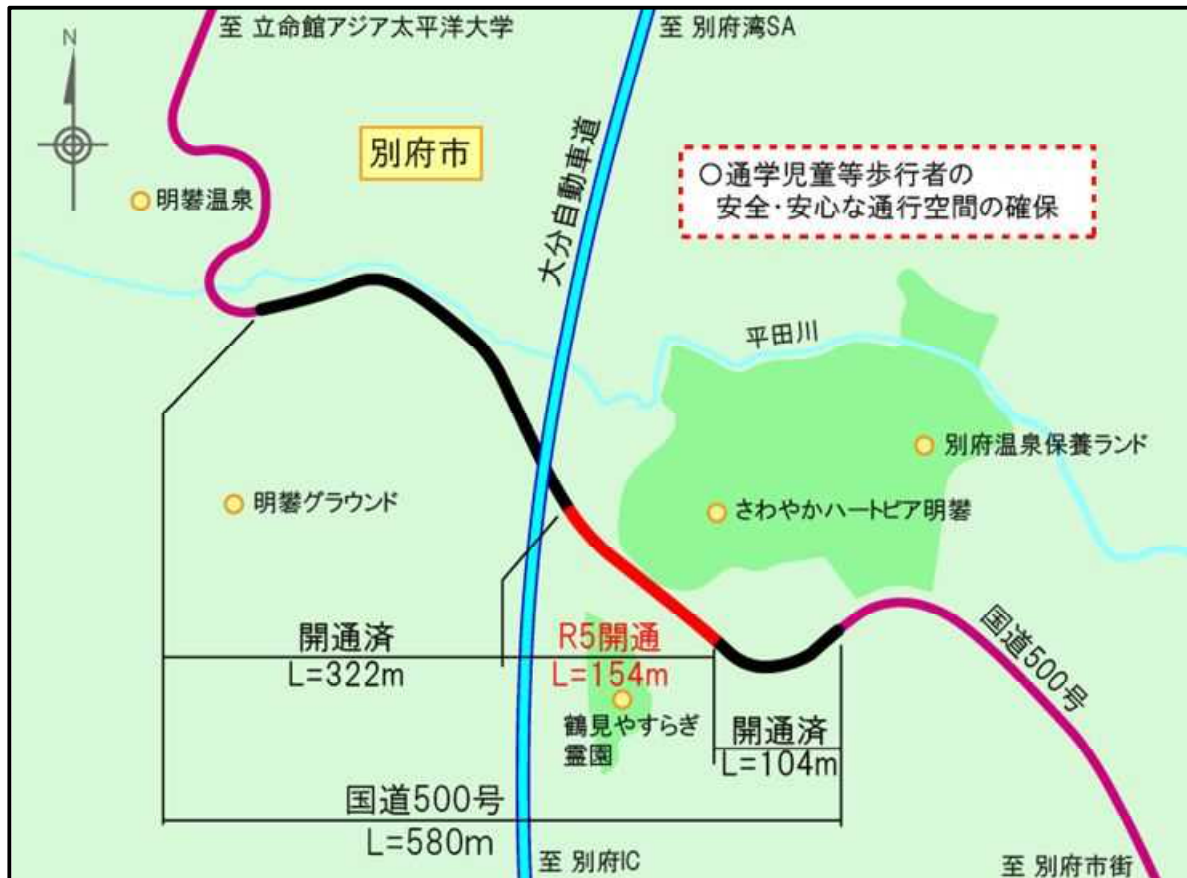 至 立命館アジア太平洋大学
至 別府湾SA
N
別府市
大分自動車道
〇通学児童等歩行者の
安全・安心な通行空間の確保
明礬温泉
平田川
別府温泉保養ランド
明礬グラウンド
さわやかハートピア明礬
開通済
L=322m
R5開通
L=154m
国道500号
鶴見やすらぎ
霊園
開通済
L=104m
国道500号
L=580m
至 別府IC
至 別府市街